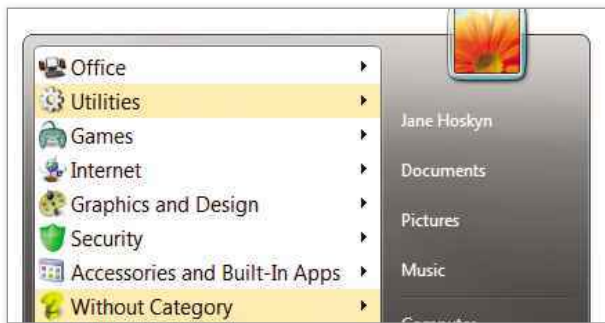 Office
Utilities
Games
Internet
Graphics and Design
Security
Accessories and Built-In Apps
Without Category
Jane Hoskyn
Documents
Pictures
Music